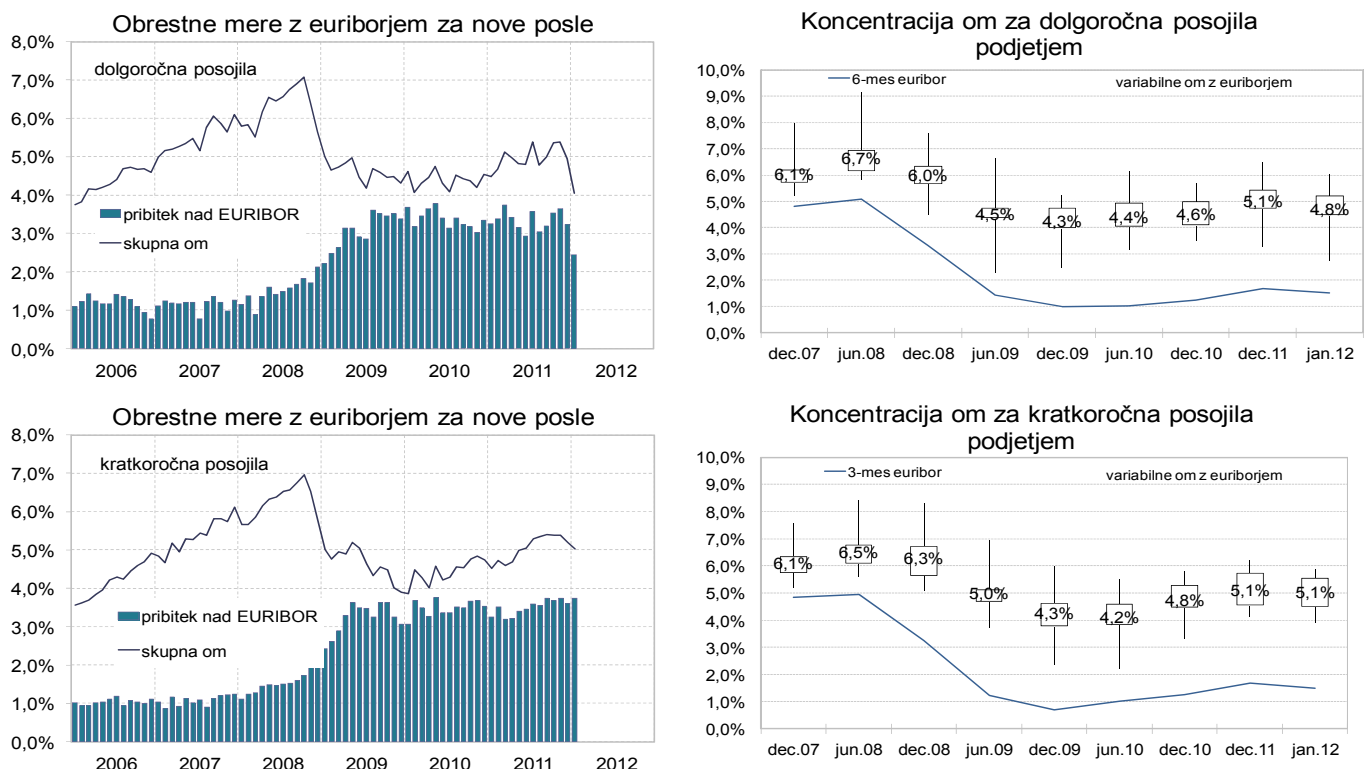 Obrestne mere z euriborjem za nove posle
8,0%
7,0%
6,0%
5,0%
4,0%
3,0%
2,0%
1,0%
0,0%
dolgoročna posojila
pribitek nad EURIBOR
skupna om
2006 2007 2008 2009 2010 2011 2012
Koncentracija om za dolgoročna posojila
podjetjem
10,0%
9,0%
8,0%
7,0%
6,0%
5,0%
4,0%
3,0%
2,0%
1,0%
0,0%
6-mes euribor
variabilne om z euriborjem
6,1% 6,7% 6,0% 4,5% 4,3% 4,4% 4,6% 5,1% 4,8%
dec.07 jun.08 dec.08 jun.09 dec.09 jun.10 dec.10 dec.11 jan.12
Obrestne mere z euriborjem za nove posle
8,0%
7,0%
6,0%
5,0%
4,0%
3,0%
2,0%
1,0%
0,0%
kratkoročna posojila
pribitek nad EURIBOR
skupna om
2006 2007 2008 2009 2010 2011 2012
Koncentracija om za kratkoročna posojila
podjetjem
10,0%
9,0%
8,0%
7,0%
6,0%
5,0%
4,0%
3,0%
2,0%
1,0%
0,0%
3-mes euribor
variabilne om z euriborjem
6,1% 6,5% 6,3% 5,0% 4,3% 4,2% 4,8% 5,1% 5,1%
dec.07 jun.08 dec.08 jun.09 dec.09 jun.10 dec.10 dec.11 jan.12